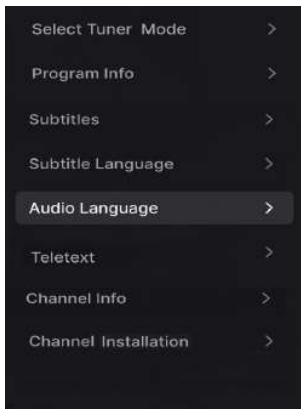 Select Tuner Mode
Program Info
Subtitles
Subtitle Language
Audio Language
Teletext
Channel Info
Channel Installation